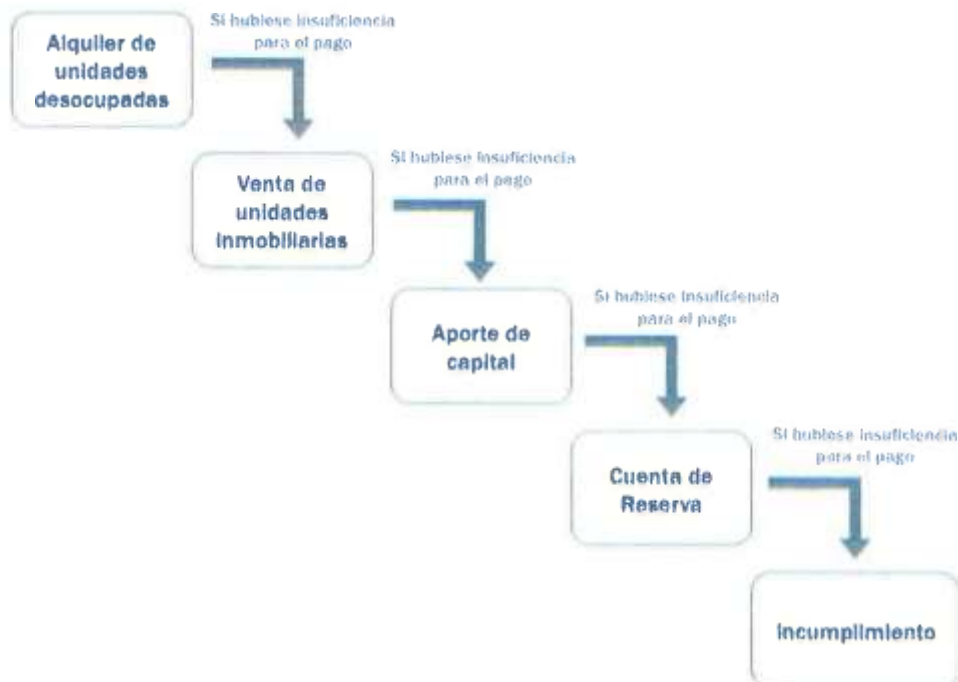 Alquiler de
unidades
desocupadas
Si hubiese insuficiencia
para el pago
Venta de
unidades
inmobiliarias
Si hubiese insuficiencia
para el pago
Aporte de
capital
Si hubiese insuficiencia
para el pago
Cuenta de
Reserva
Si hubiese insuficiencia
para el pago
Incumplimiento